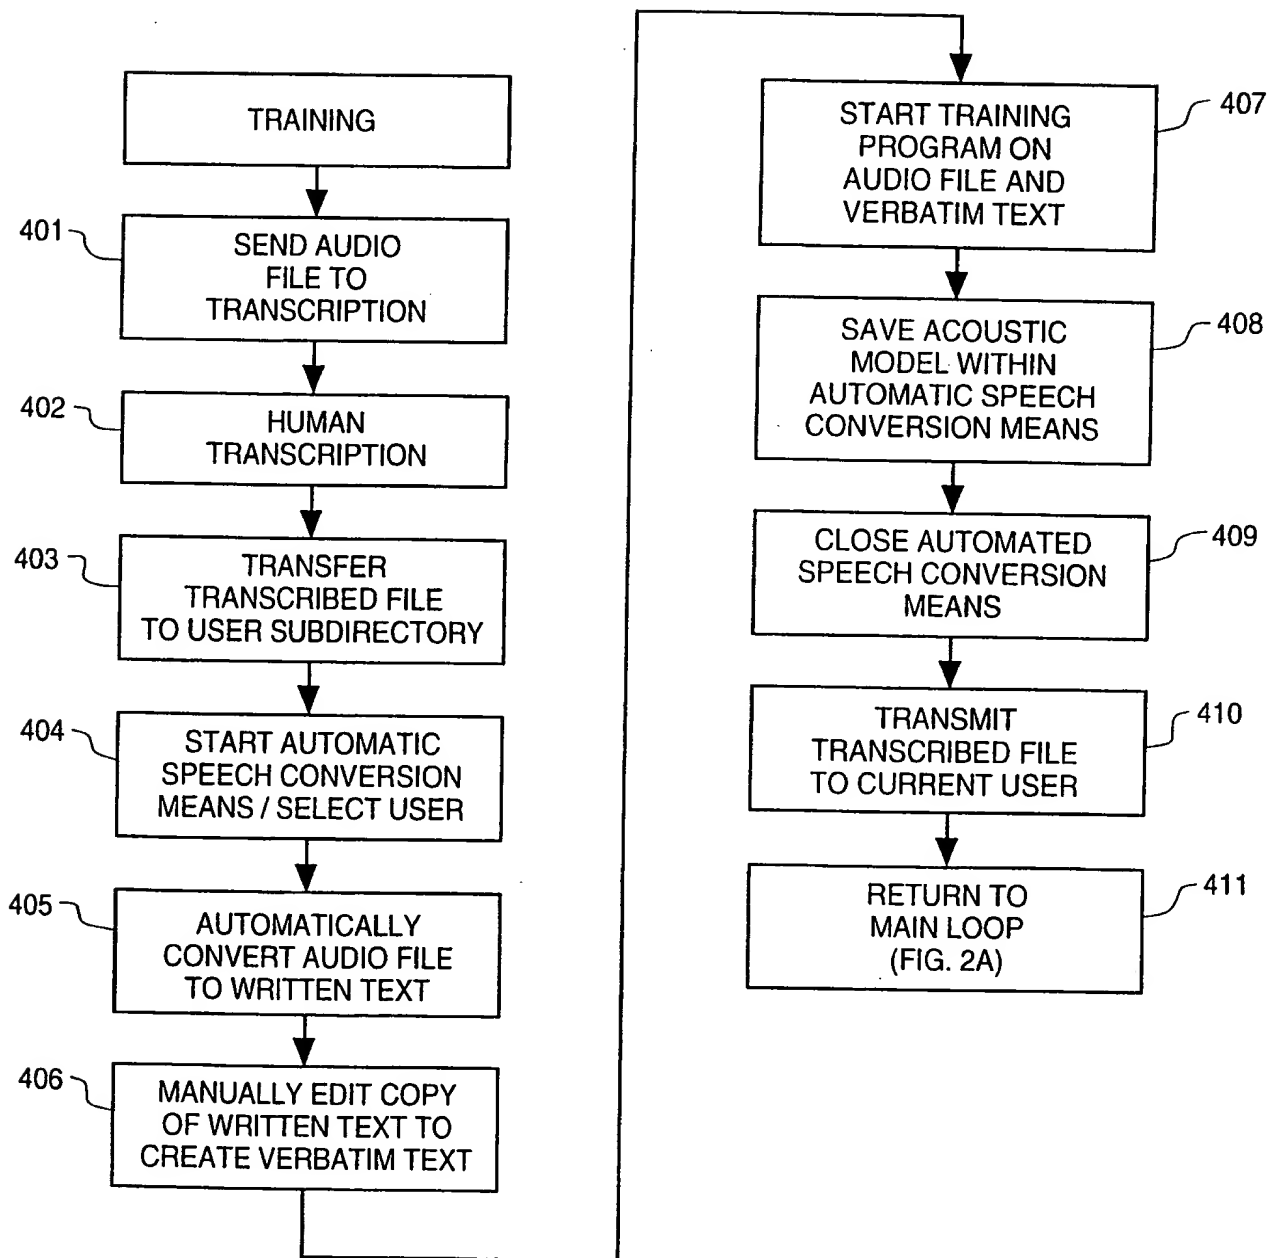 TRAINING
401
SEND AUDIO
FILE TO
TRANSCRIPTION
402
HUMAN
TRANSCRIPTION
403
TRANSFER
TRANSCRIBED FILE
TO USER SUBDIRECTORY
404
START AUTOMATIC
SPEECH CONVERSION
MEANS / SELECT USER
405
AUTOMATICALLY
CONVERT AUDIO FILE
TO WRITTEN TEXT
406
MANUALLY EDIT COPY
OF WRITTEN TEXT TO
CREATE VERBATIM TEXT
407
START TRAINING
PROGRAM ON
AUDIO FILE AND
VERBATIM TEXT
408
SAVE ACOUSTIC
MODEL WITHIN
AUTOMATIC SPEECH
CONVERSION MEANS
409
CLOSE AUTOMATED
SPEECH CONVERSION
MEANS
410
TRANSMIT
TRANSCRIBED FILE
TO CURRENT USER
411
RETURN TO
MAIN LOOP
(FIG. 2A)